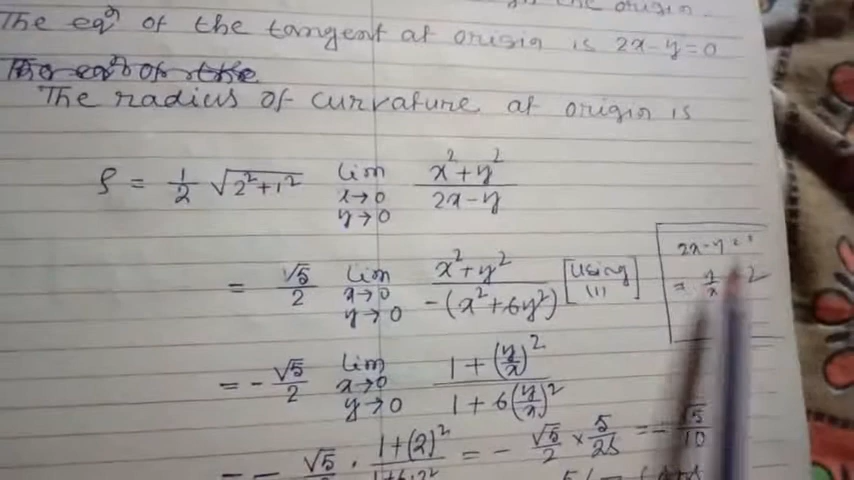 the origin.
The eqⁿ of the tangent at origin is 2x-y=0
The radius of curvature at origin is
ρ = 1/2 √(2²+1²) lim x→0 y→0 (x²+y²)/(2x-y)
= √5/2 lim x→0 y→0 (x²+y²)/-(x²+6y²) [Using (1)]
2x-y=
= y/x 2
= -√5/2 lim x→0 y→0 (1+(y/x)²)/(1+6(y/x)²)
= - √5/2 · (1+(2)²)/(1+6·2²) = - √5/2 × 5/25 = - √5/10